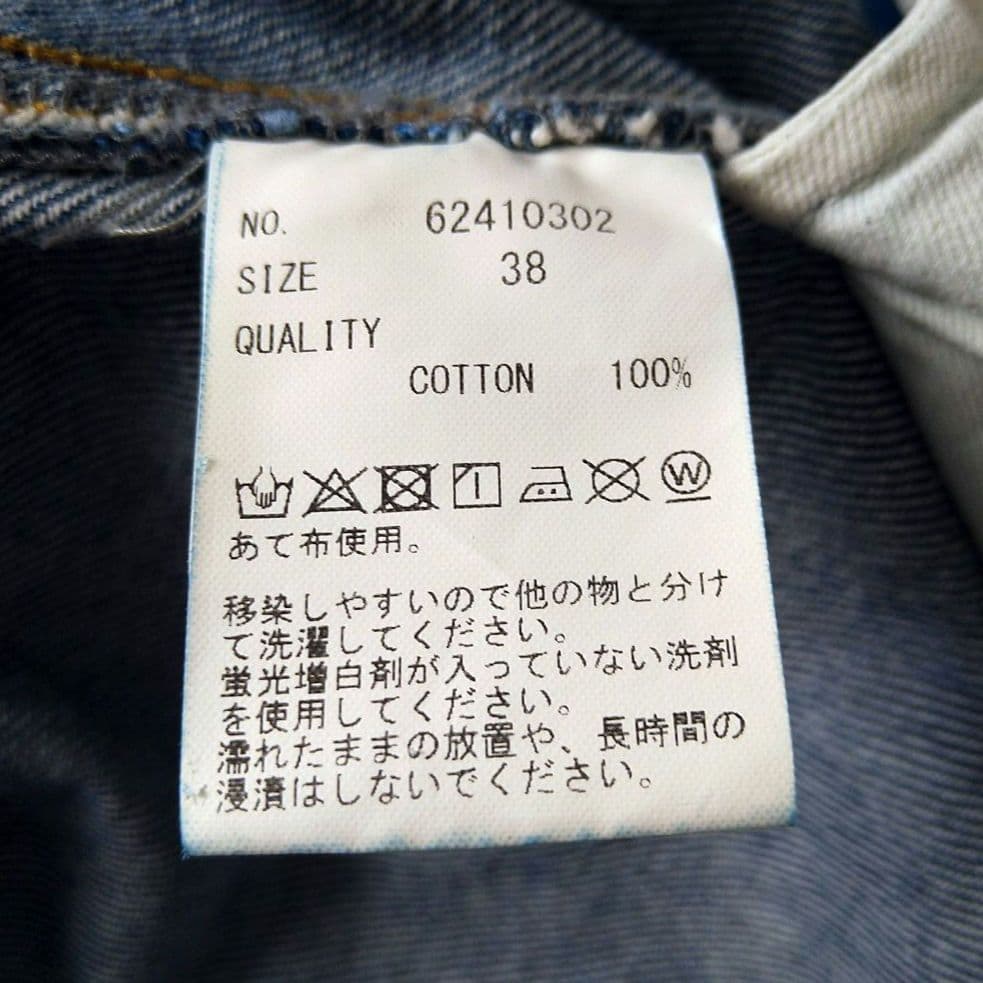 NO. 62410302
SIZE 38
QUALITY
COTTON 100%
W
あて布使用。
移染しやすいので他の物と分け
て洗濯してください。
蛍光増白剤が入っていない洗剤
を使用してください。
濡れたままの放置や、長時間の
浸漬はしないでください。